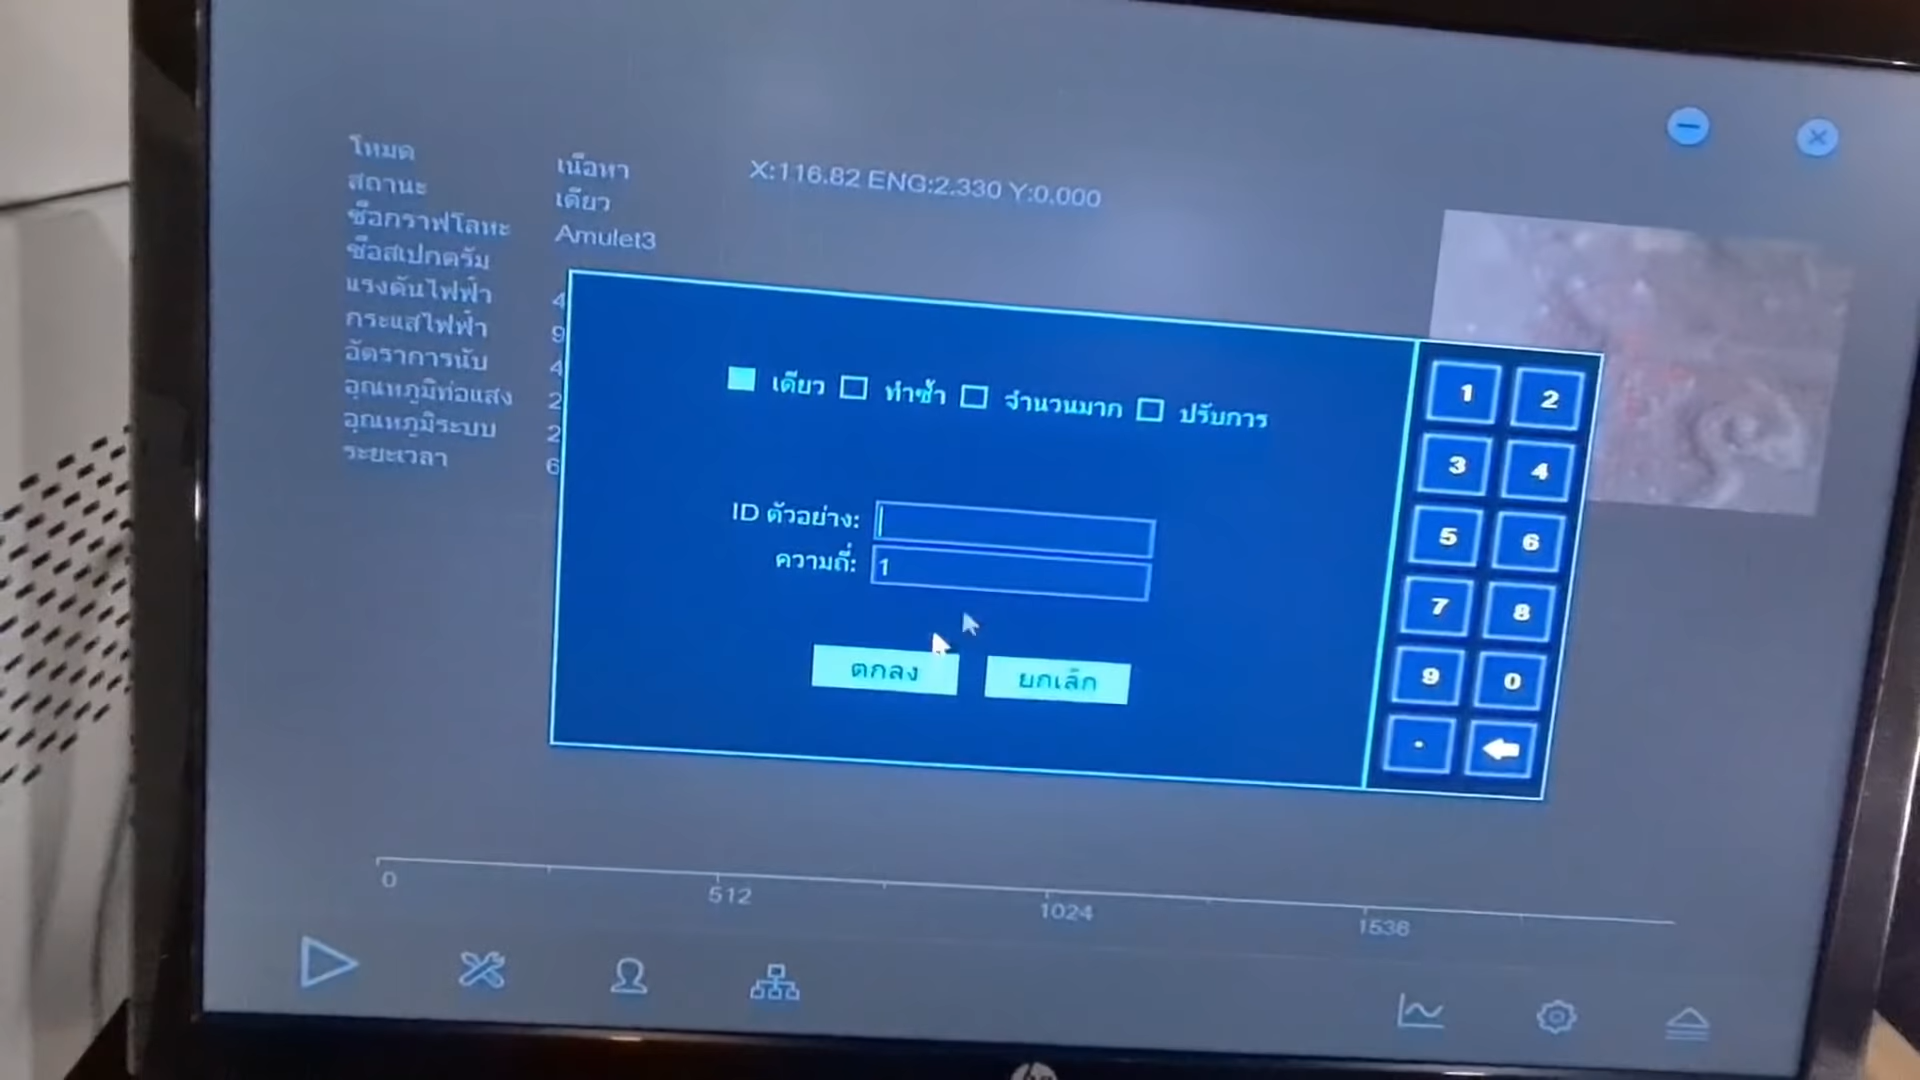 โหมด
เนื้อหา
X:116.82 ENG:2.330 Y:0.000
สถานะ
เดียว
ชื่อกราฟโลหะ
Amulet3
ชื่อสเปกตรัม
แรงดันไฟฟ้า
4
กระแสไฟฟ้า
9
อัตราการนับ
4
อุณหภูมิท่อแสง
2
อุณหภูมิระบบ
2
ระยะเวลา
6
เดียว ทำซ้ำ จำนวนมาก ปรับการ
ID ตัวอย่าง:
ความถี่: 1
ตกลง ยกเลิก
1 2
3 4
5 6
7 8
9 0
.
0 512 1024 1536
hp